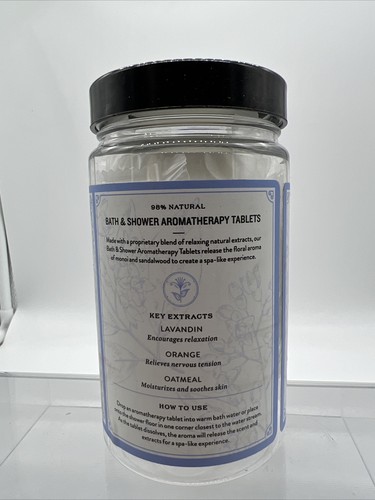 98% NATURAL
BATH & SHOWER AROMATHERAPY TABLETS
Made with a proprietary blend of relaxing natural extracts, our
Bath & Shower Aromatherapy Tablets release the floral aroma
of monoi and sandalwood to create a spa-like experience.
KEY EXTRACTS
LAVANDIN
Encourages relaxation
ORANGE
Relieves nervous tension
OATMEAL
Moisturizes and soothes skin
HOW TO USE
Drop an aromatherapy tablet into warm bath water or place
onto the shower floor in one corner closest to the water stream.
As the tablet dissolves, the aroma will release the scent and
extracts for a spa-like experience.